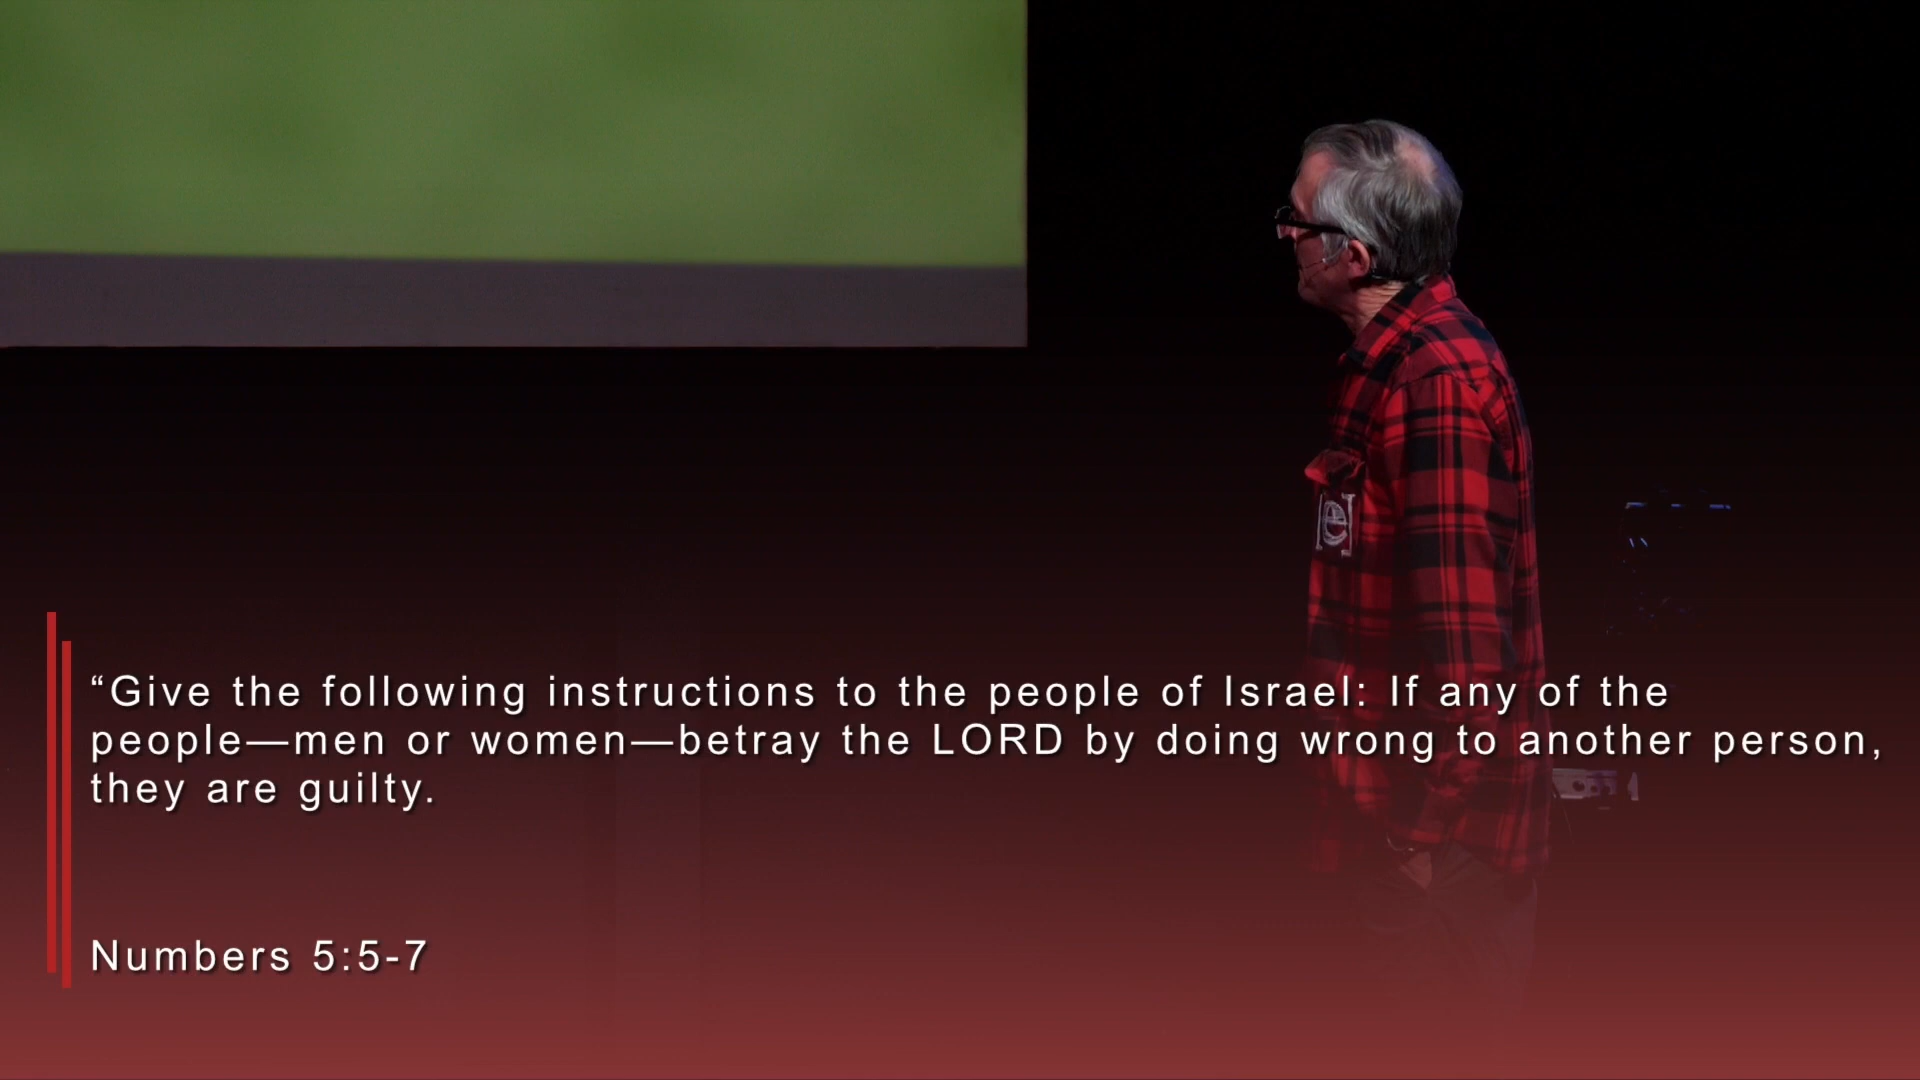 “Give the following instructions to the people of Israel: If any of the
people—men or women—betray the LORD by doing wrong to another person,
they are guilty.
Numbers 5:5-7
e